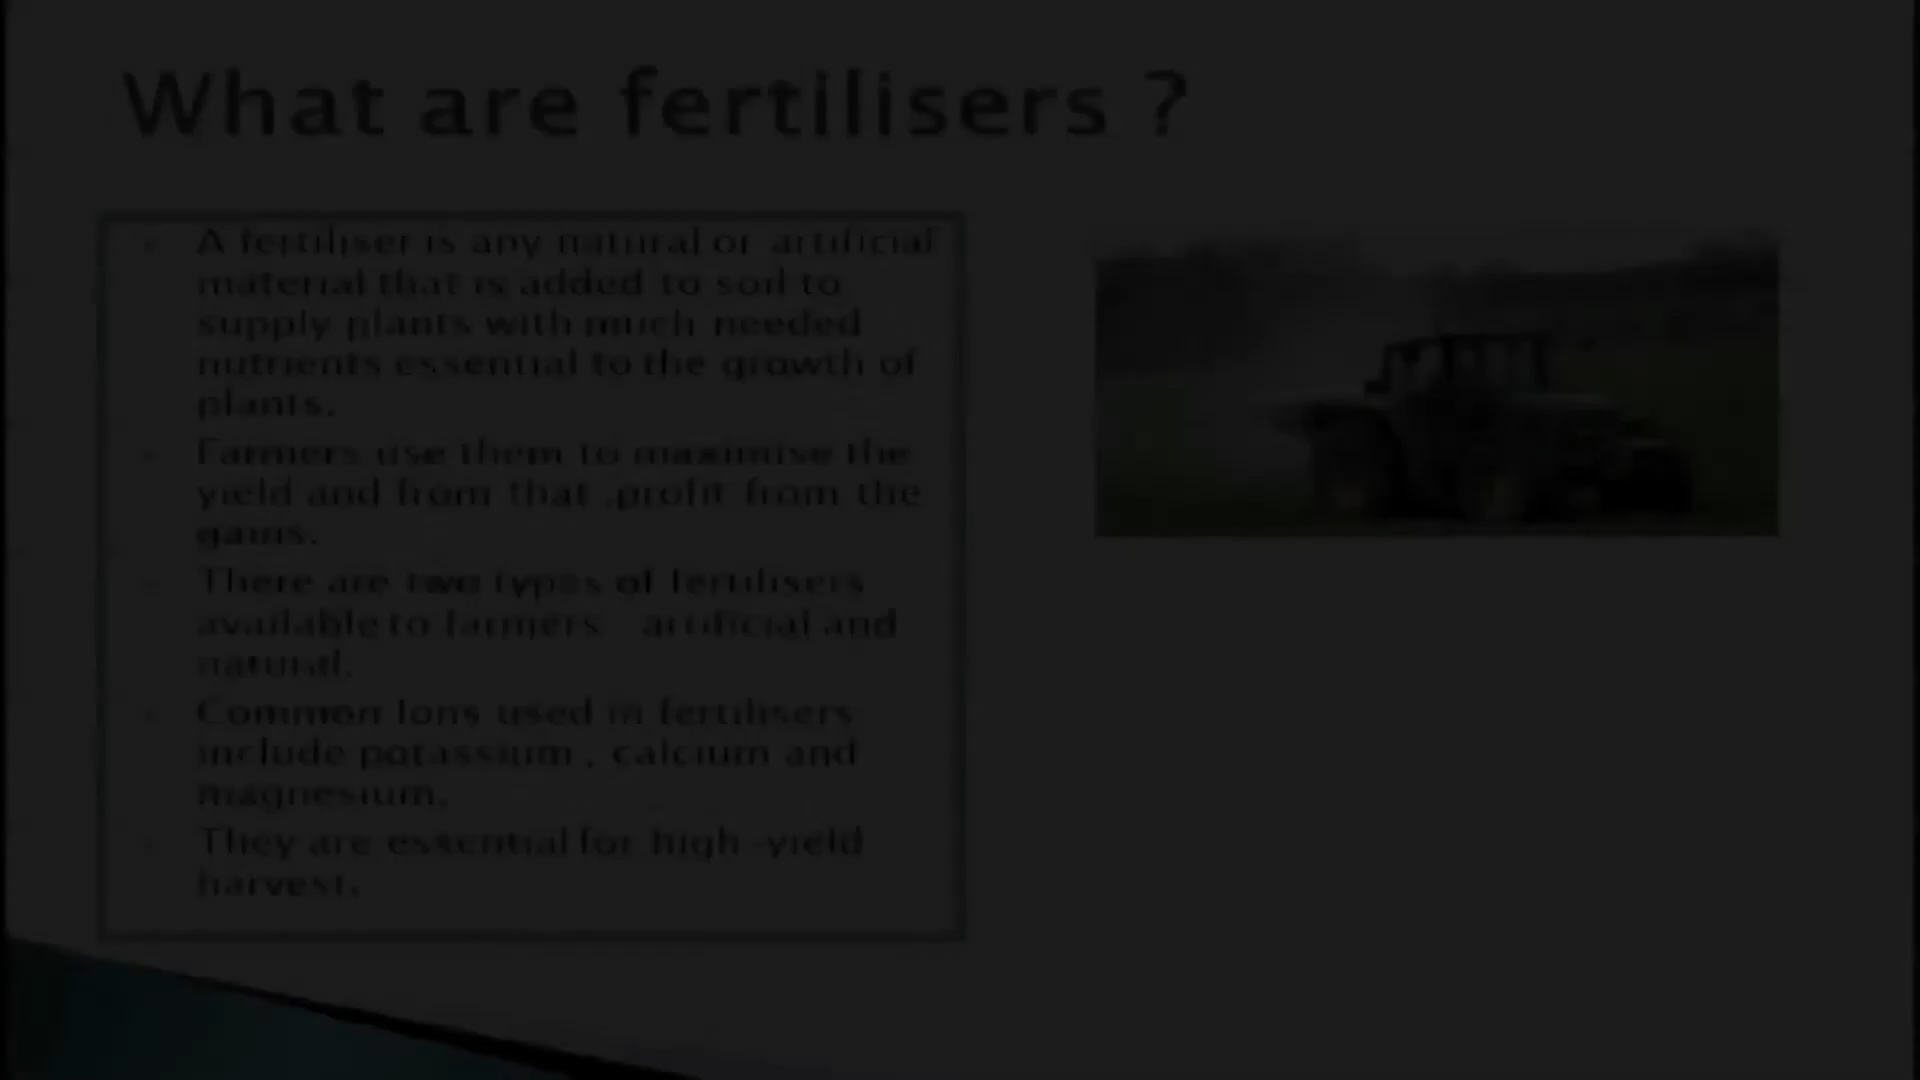 What are fertilisers ?
A fertiliser is any natural or artificial
material that is added to soil to
supply plants with much needed
nutrients essential to the growth of
plants.
Farmers use them to maximise the
yield and from that ,profit from the
gains.
There are two types of fertilisers
available to farmers artificial and
natural.
Common Ions used in fertilisers
include potassium , calcium and
magnesium.
They are essential for high -yield
harvest.